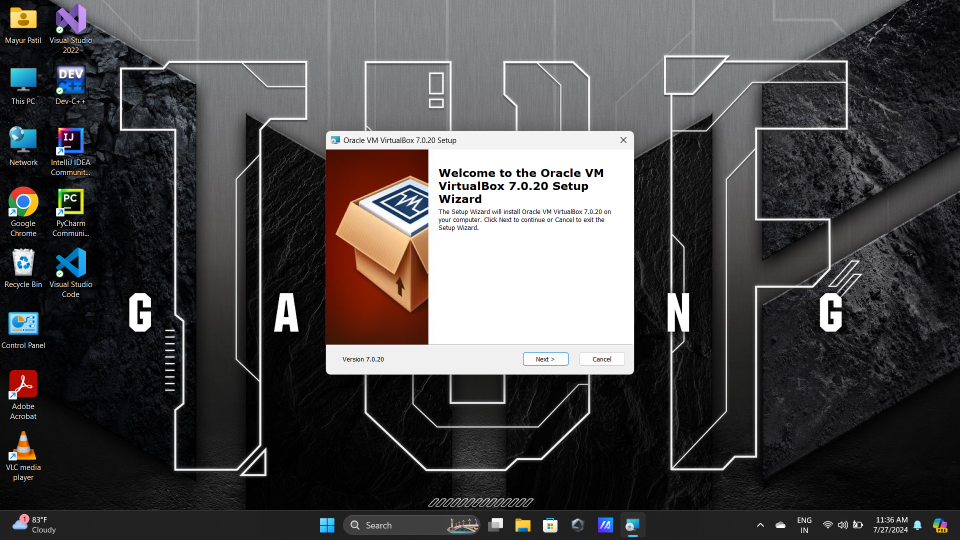 Mayur Patil
Visual Studio
2022
This PC
DEV
Dev-C++
Network
IJ
IntelliJ IDEA
Communit...
Google
Chrome
PC
PyCharm
Communi...
Recycle Bin
Visual Studio
Code
Control Panel
Adobe
Acrobat
VLC media
player
G A N G
Oracle VM VirtualBox 7.0.20 Setup
Welcome to the Oracle VM
VirtualBox 7.0.20 Setup
Wizard
The Setup Wizard will install Oracle VM VirtualBox 7.0.20 on
your computer. Click Next to continue or Cancel to exit the
Setup Wizard.
Version 7.0.20
Next >
Cancel
1
83°F
Cloudy
Search
ENG
IN
11:36 AM
7/27/2024